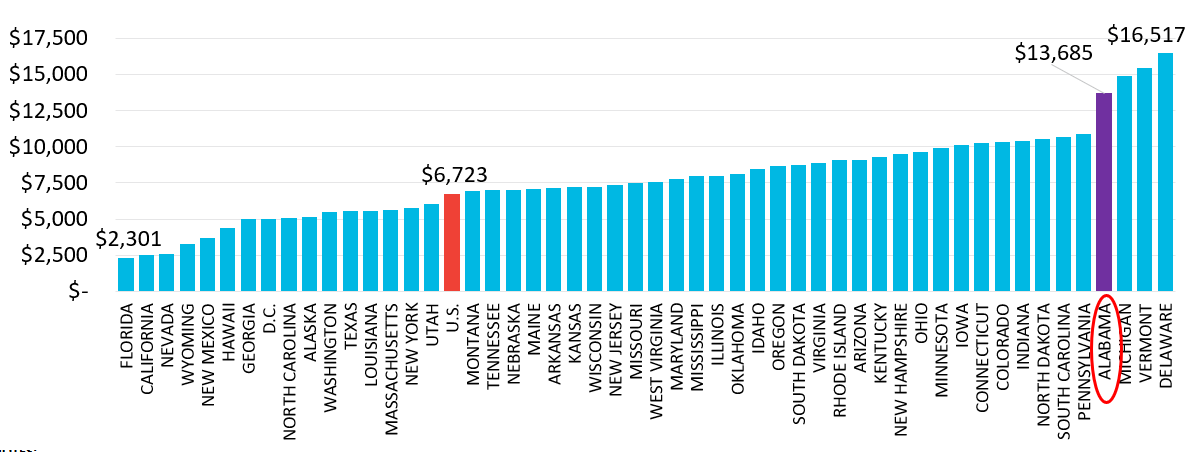 $17,500
$15,000
$12,500
$10,000
$7,500
$5,000
$2,500
$-
$2,301
$6,723
$13,685
$16,517
FLORIDA
CALIFORNIA
NEVADA
WYOMING
NEW MEXICO
HAWAII
GEORGIA
D.C.
NORTH CAROLINA
ALASKA
WASHINGTON
TEXAS
LOUISIANA
MASSACHUSETTS
NEW YORK
UTAH
U.S.
MONTANA
TENNESSEE
NEBRASKA
MAINE
ARKANSAS
KANSAS
WISCONSIN
NEW JERSEY
MISSOURI
WEST VIRGINIA
MARYLAND
MISSISSIPPI
ILLINOIS
OKLAHOMA
IDAHO
OREGON
SOUTH DAKOTA
VIRGINIA
RHODE ISLAND
ARIZONA
KENTUCKY
NEW HAMPSHIRE
OHIO
MINNESOTA
IOWA
CONNECTICUT
COLORADO
INDIANA
NORTH DAKOTA
SOUTH CAROLINA
PENNSYLVANIA
ALABAMA
MICHIGAN
VERMONT
DELAWARE